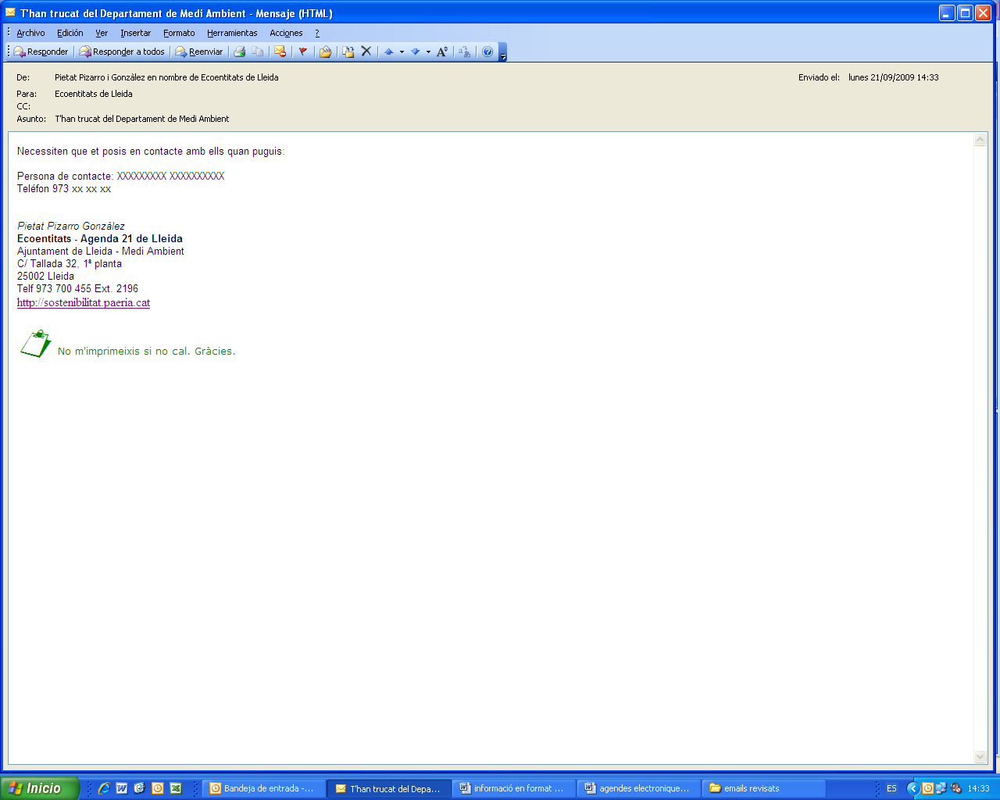 T'han trucat del Departament de Medi Ambient - Mensaje (HTML)
Archivo Edición Ver Insertar Formato Herramientas Acciones ?
Responder Responder a todos Reenviar
De: Pietat Pizarro i Gonzàlez en nombre de Ecoentitats de Lleida Enviado el: lunes 21/09/2009 14:33
Para: Ecoentitats de Lleida
CC:
Asunto: T'han trucat del Departament de Medi Ambient
Necessiten que et posis en contacte amb ells quan puguis:
Persona de contacte: XXXXXXXXX XXXXXXXXXX
Teléfon 973 xx xx xx
Pietat Pizarro Gonzàlez
Ecoentitats - Agenda 21 de Lleida
Ajuntament de Lleida - Medi Ambient
C/ Tallada 32, 1ª planta
25002 Lleida
Telf 973 700 455 Ext. 2196
http://sostenibilitat.paeria.cat
No m'imprimeixis si no cal. Gràcies.
Inicio Bandeja de entrada -... T'han trucat del Depa... informació en format ... agendes electronique... emails revisats ES 14:33